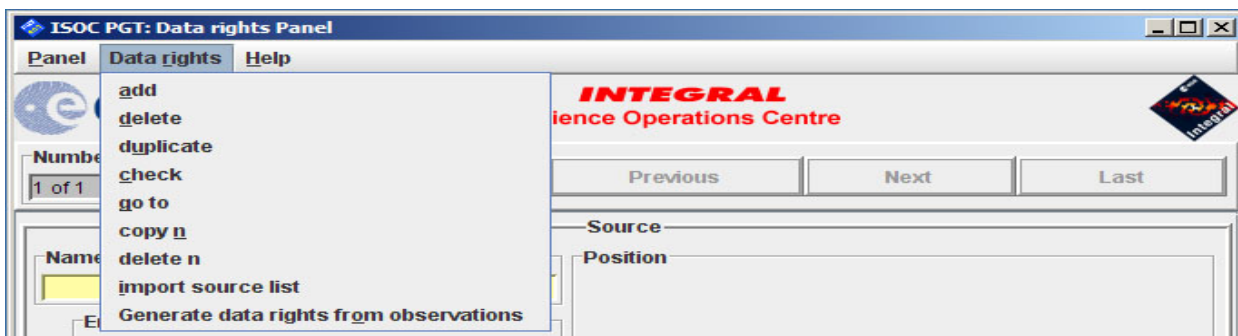 ISOC PGT: Data rights Panel
Panel Data rights Help
add
delete
duplicate
check
go to
copy n
delete n
import source list
Generate data rights from observations
INTEGRAL
ience Operations Centre
Integral
Numbe
1 of 1
Previous Next Last
Source
Name
Position